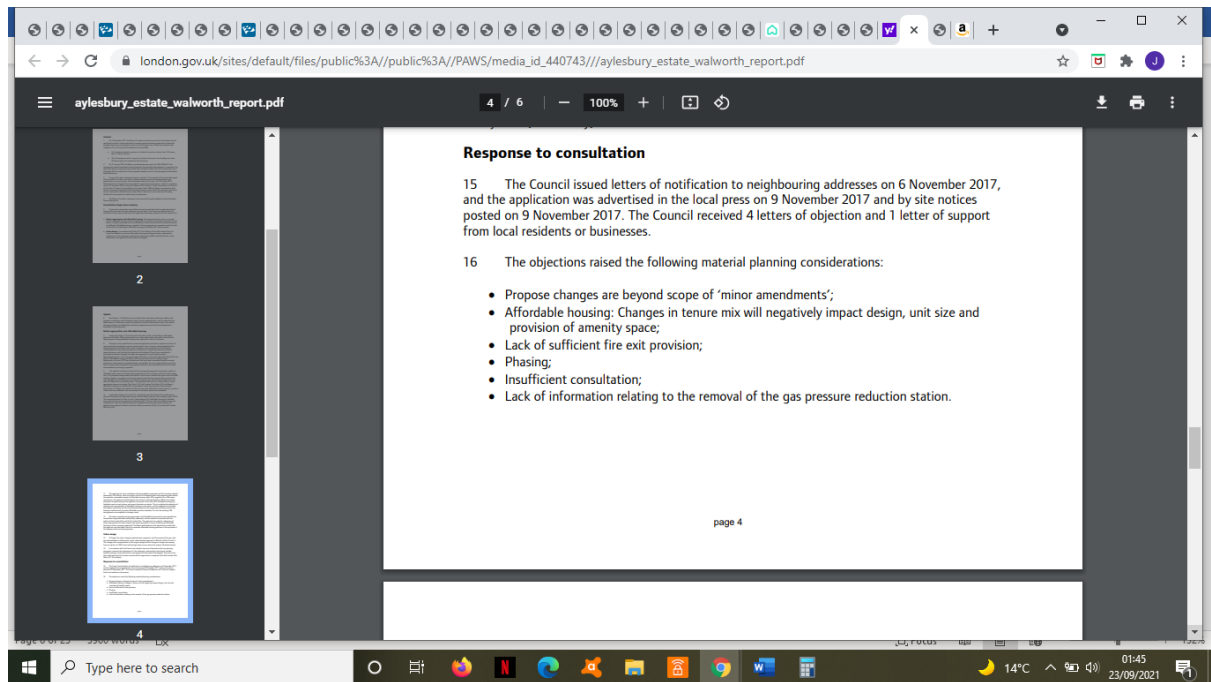 london.gov.uk/sites/default/files/public%3A//public%3A//PAWS/media_id_440743///aylesbury_estate_walworth_report.pdf
J
aylesbury_estate_walworth_report.pdf
4 / 6
100%
2
3
4
Response to consultation
15 The Council issued letters of notification to neighbouring addresses on 6 November 2017,
and the application was advertised in the local press on 9 November 2017 and by site notices
posted on 9 November 2017. The Council received 4 letters of objection and 1 letter of support
from local residents or businesses.
16 The objections raised the following material planning considerations:
• Propose changes are beyond scope of ‘minor amendments’;
• Affordable housing: Changes in tenure mix will negatively impact design, unit size and
provision of amenity space;
• Lack of sufficient fire exit provision;
• Phasing;
• Insufficient consultation;
• Lack of information relating to the removal of the gas pressure reduction station.
page 4
Type here to search
14°C
01:45
23/09/2021